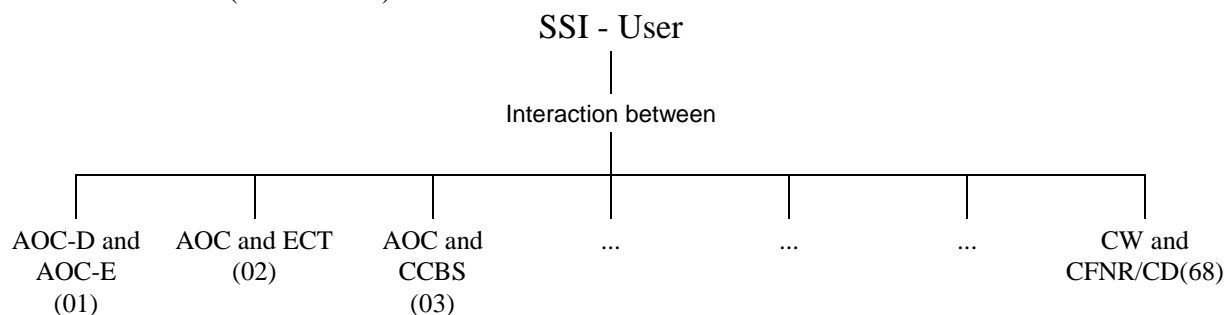 SSI - User
Interaction between
AOC-D and
AOC-E
(01)
AOC and ECT
(02)
AOC and
CCBS
(03)
...
...
...
CW and
CFNR/CD(68)